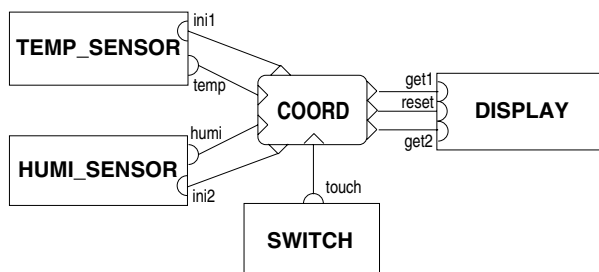 ini1
TEMP_SENSOR
temp
get1
reset
COORD
DISPLAY
humi
get2
HUMI_SENSOR
ini2
touch
SWITCH